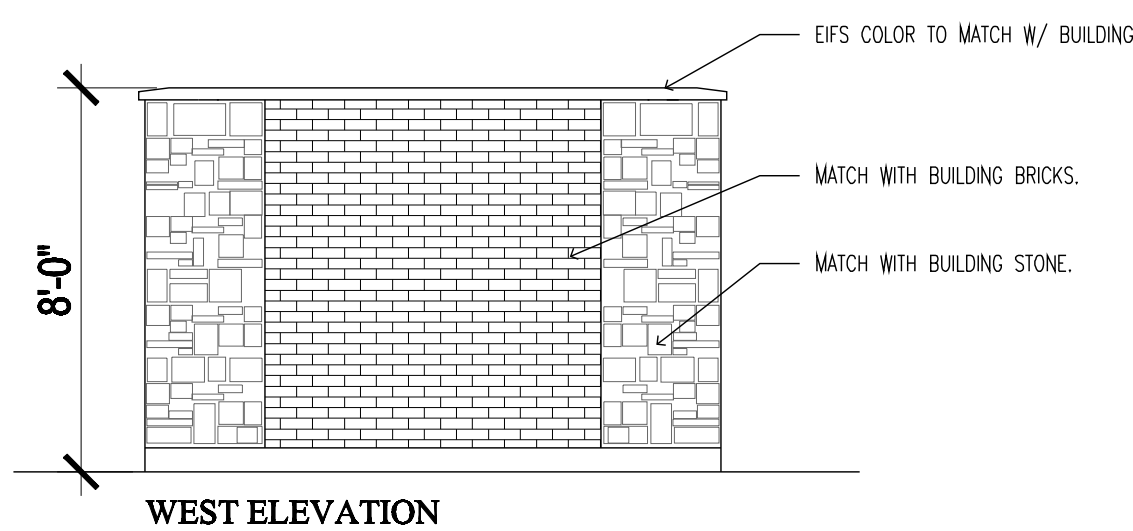 EIFS COLOR TO MATCH W/ BUILDING
MATCH WITH BUILDING BRICKS.
MATCH WITH BUILDING STONE.
8'-0"
WEST ELEVATION